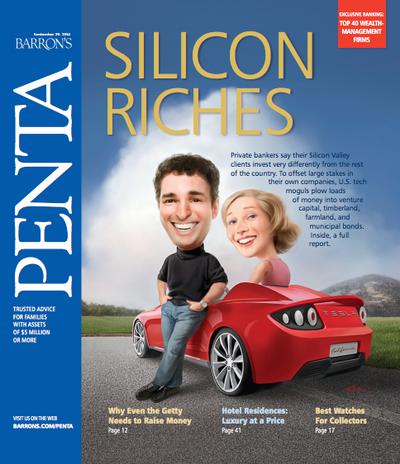 September 29, 2014
BARRON'S
PENTA
TRUSTED ADVICE
FOR FAMILIES
WITH ASSETS
OF $5 MILLION
OR MORE
VISIT US ON THE WEB
BARRONS.COM/PENTA
EXCLUSIVE RANKING:
TOP 40 WEALTH-
MANAGEMENT
FIRMS
SILICON
RICHES
Private bankers say their Silicon Valley
clients invest very differently from the rest
of the country. To offset large stakes in
their own companies, U.S. tech
moguls plow loads
of money into venture
capital, timberland,
farmland, and
municipal bonds.
Inside, a full
report.
TESLA
California
Why Even the Getty
Needs to Raise Money
Page 12
Hotel Residences:
Luxury at a Price
Page 41
Best Watches
For Collectors
Page 17